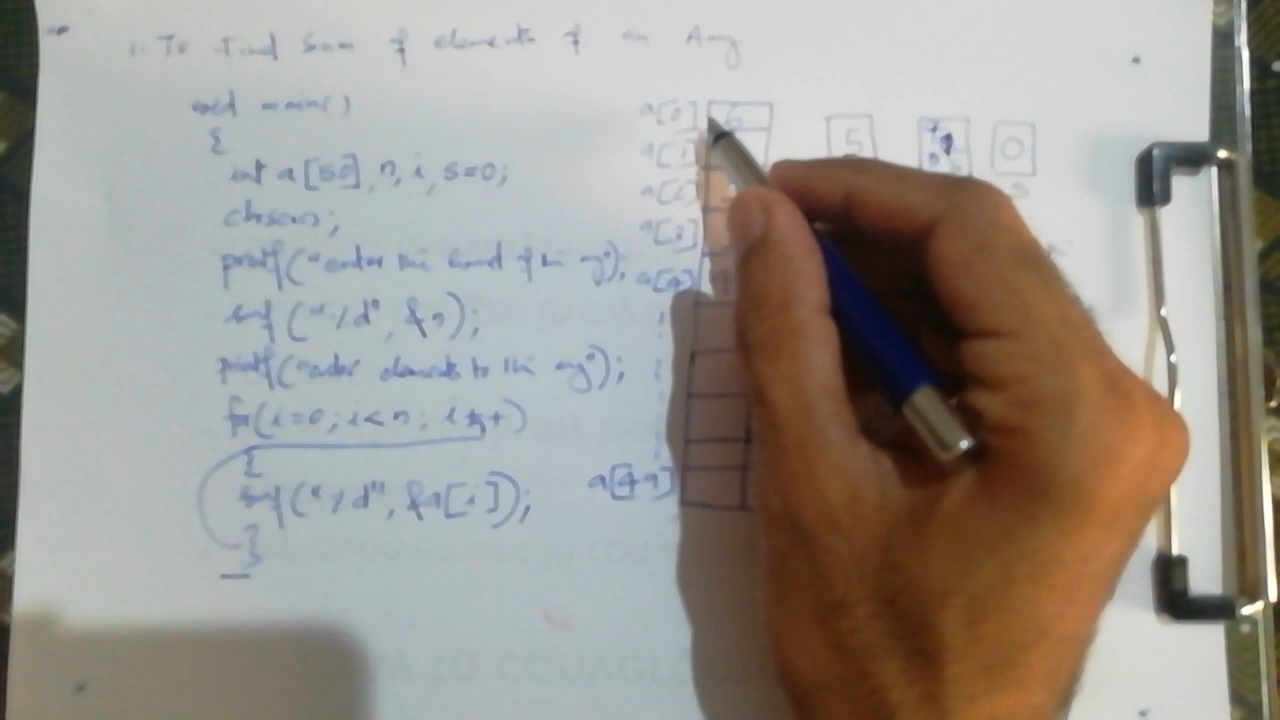 1. To Find Sum of elements of an Array
void main()
{
int a[50], n, i, s=0;
clrscr();
printf("enter the limit of the array");
scanf("%d", &n);
printf("enter elements to the array");
for(i=0; i<n; i++)
{
scanf("%d", &a[i]);
}
a[0] 6
a[1]
a[2]
a[3]
a[4]
a[49]
5
0
s